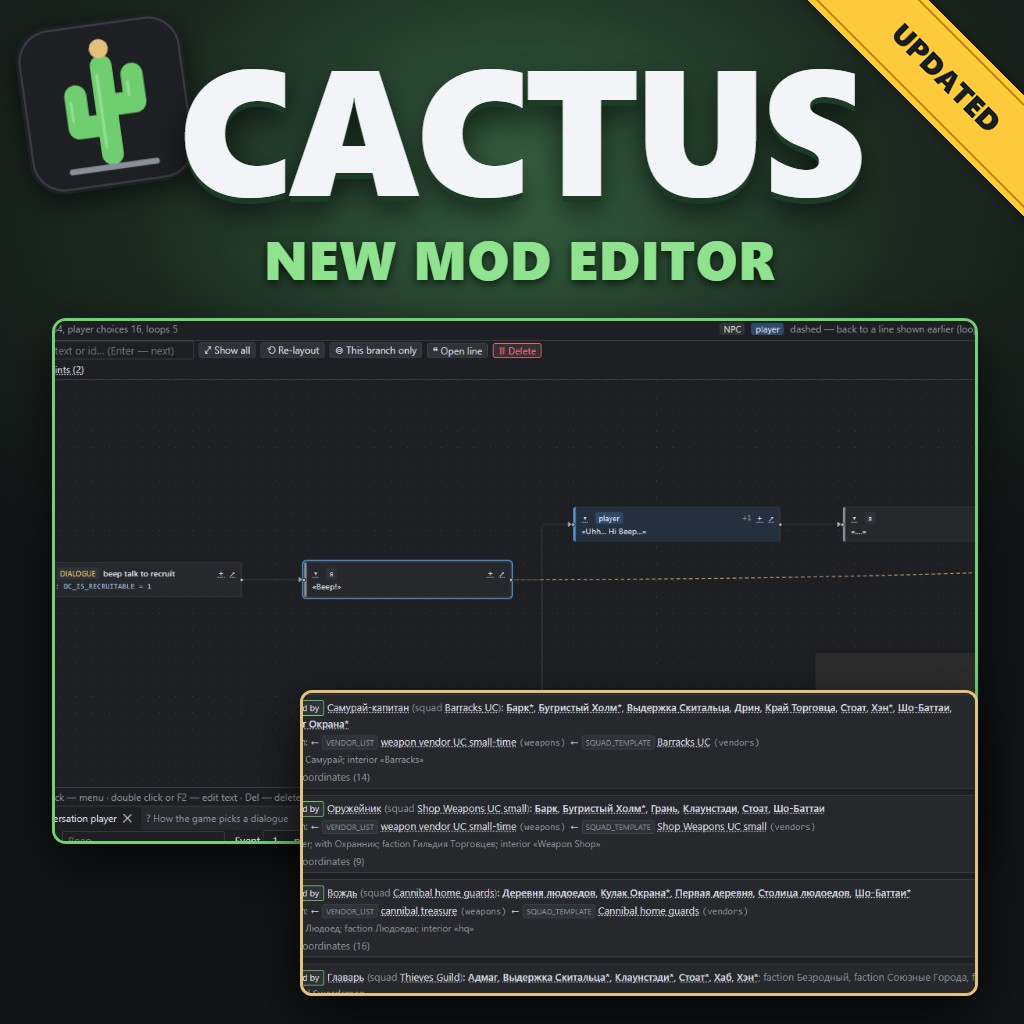 UPDATED
CACTUS
NEW MOD EDITOR
4, player choices 16, loops 5
NPC player dashed — back to a line shown earlier (loo
text or id... (Enter — next) Show all Re-layout This branch only Open line Delete
ints (2)
player +1
«Uhh... Hi Beep...»
я
«...»
DIALOGUE beep talk to recruit
: DC_IS_RECRUITABLE = 1
я
«Beep!»
ck — menu · double click or F2 — edit text · Del — delete
ersation player ? How the game picks a dialogue
Event 1
d by Самурай-капитан (squad Barracks UC): Барк*, Бугристый Холм*, Выдержка Скитальца, Дрин, Край Торговца, Стоат, Хэн*, Шо-Баттаи,
т Окрана*
: ← VENDOR_LIST weapon vendor UC small-time (weapons) ← SQUAD_TEMPLATE Barracks UC (vendors)
Самурай; interior «Barracks»
oordinates (14)
d by Оружейник (squad Shop Weapons UC small): Барк, Бугристый Холм*, Грань, Клаунстэди, Стоат, Шо-Баттаи
: ← VENDOR_LIST weapon vendor UC small-time (weapons) ← SQUAD_TEMPLATE Shop Weapons UC small (vendors)
er; with Охранник; faction Гильдия Торговцев; interior «Weapon Shop»
oordinates (9)
d by Вождь (squad Cannibal home guards): Деревня людоедов, Кулак Окрана*, Первая деревня, Столица людоедов, Шо-Баттаи*
: ← VENDOR_LIST cannibal treasure (weapons) ← SQUAD_TEMPLATE Cannibal home guards (vendors)
Людоед; faction Людоеды; interior «hq»
oordinates (16)
d by Главарь (squad Thieves Guild): Адмаг, Выдержка Скитальца*, Клаунстэди*, Стоат*, Хаб, Хэн*; faction Безродный, faction Союзные Города, f